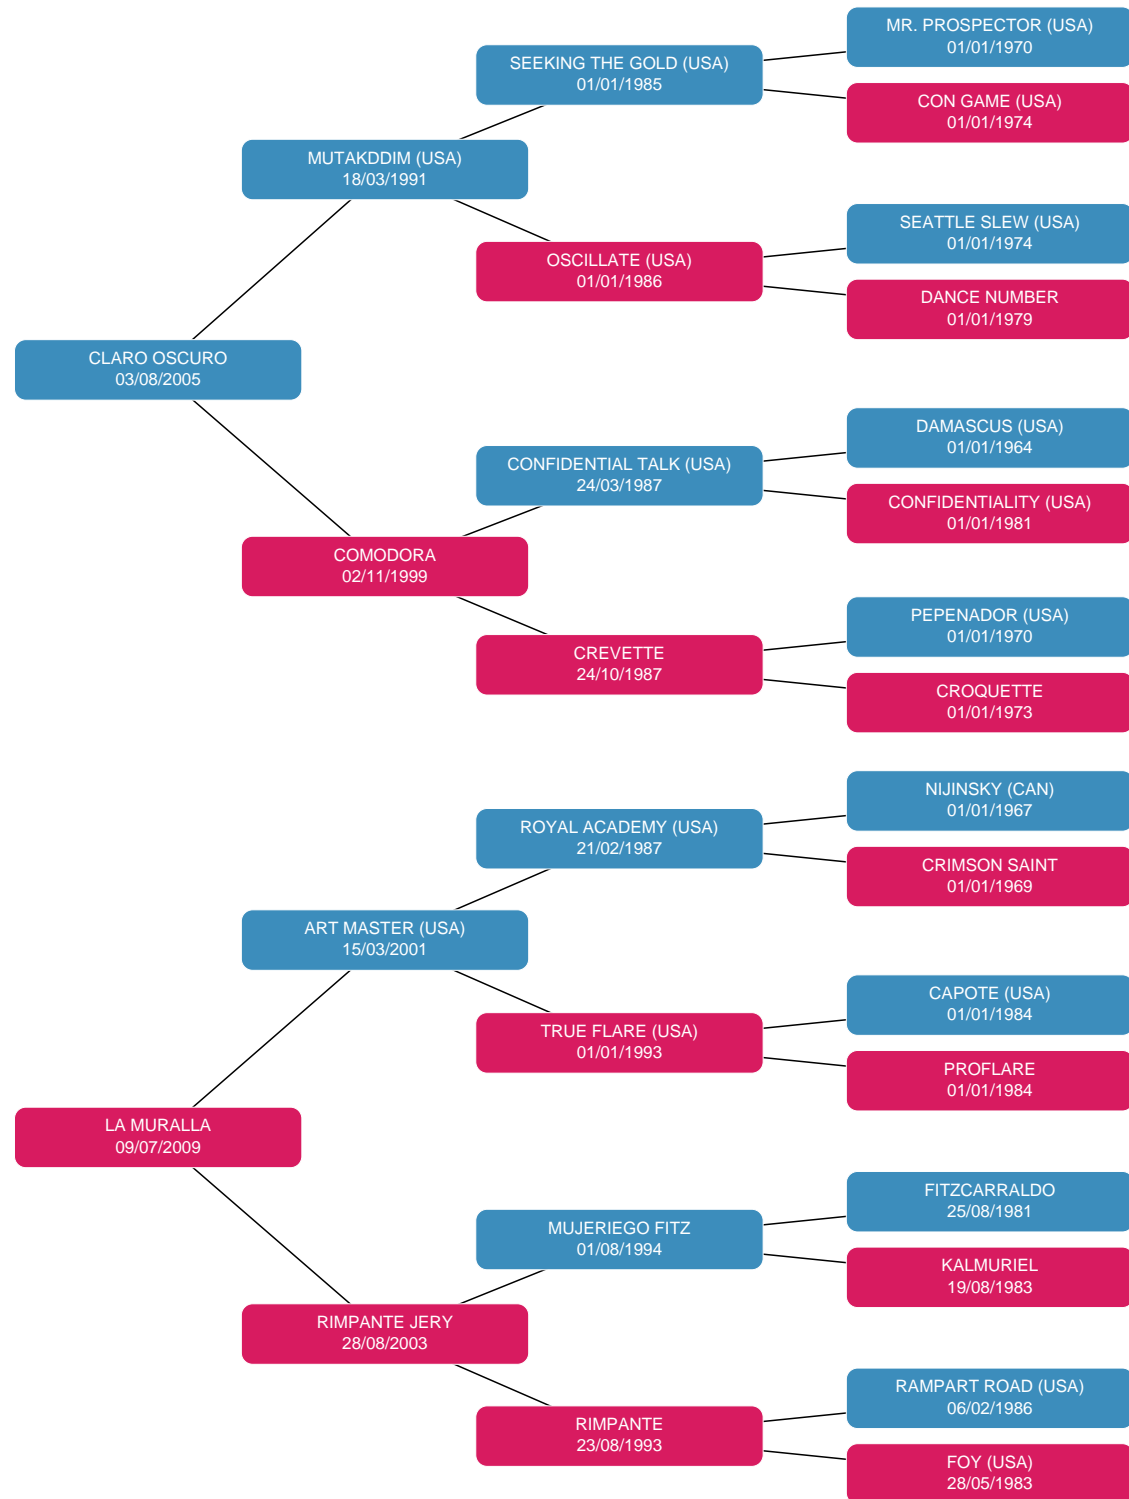 MR. PROSPECTOR (USA)
01/01/1970
SEEKING THE GOLD (USA)
01/01/1985
CON GAME (USA)
01/01/1974
MUTAKDDIM (USA)
18/03/1991
SEATTLE SLEW (USA)
01/01/1974
OSCILLATE (USA)
01/01/1986
DANCE NUMBER
01/01/1979
CLARO OSCURO
03/08/2005
DAMASCUS (USA)
01/01/1964
CONFIDENTIAL TALK (USA)
24/03/1987
CONFIDENTIALITY (USA)
01/01/1981
COMODORA
02/11/1999
PEPENADOR (USA)
01/01/1970
CREVETTE
24/10/1987
CROQUETTE
01/01/1973
NIJINSKY (CAN)
01/01/1967
ROYAL ACADEMY (USA)
21/02/1987
CRIMSON SAINT
01/01/1969
ART MASTER (USA)
15/03/2001
CAPOTE (USA)
01/01/1984
TRUE FLARE (USA)
01/01/1993
PROFLARE
01/01/1984
LA MURALLA
09/07/2009
FITZCARRALDO
25/08/1981
MUJERIEGO FITZ
01/08/1994
KALMURIEL
19/08/1983
RIMPANTE JERY
28/08/2003
RAMPART ROAD (USA)
06/02/1986
RIMPANTE
23/08/1993
FOY (USA)
28/05/1983